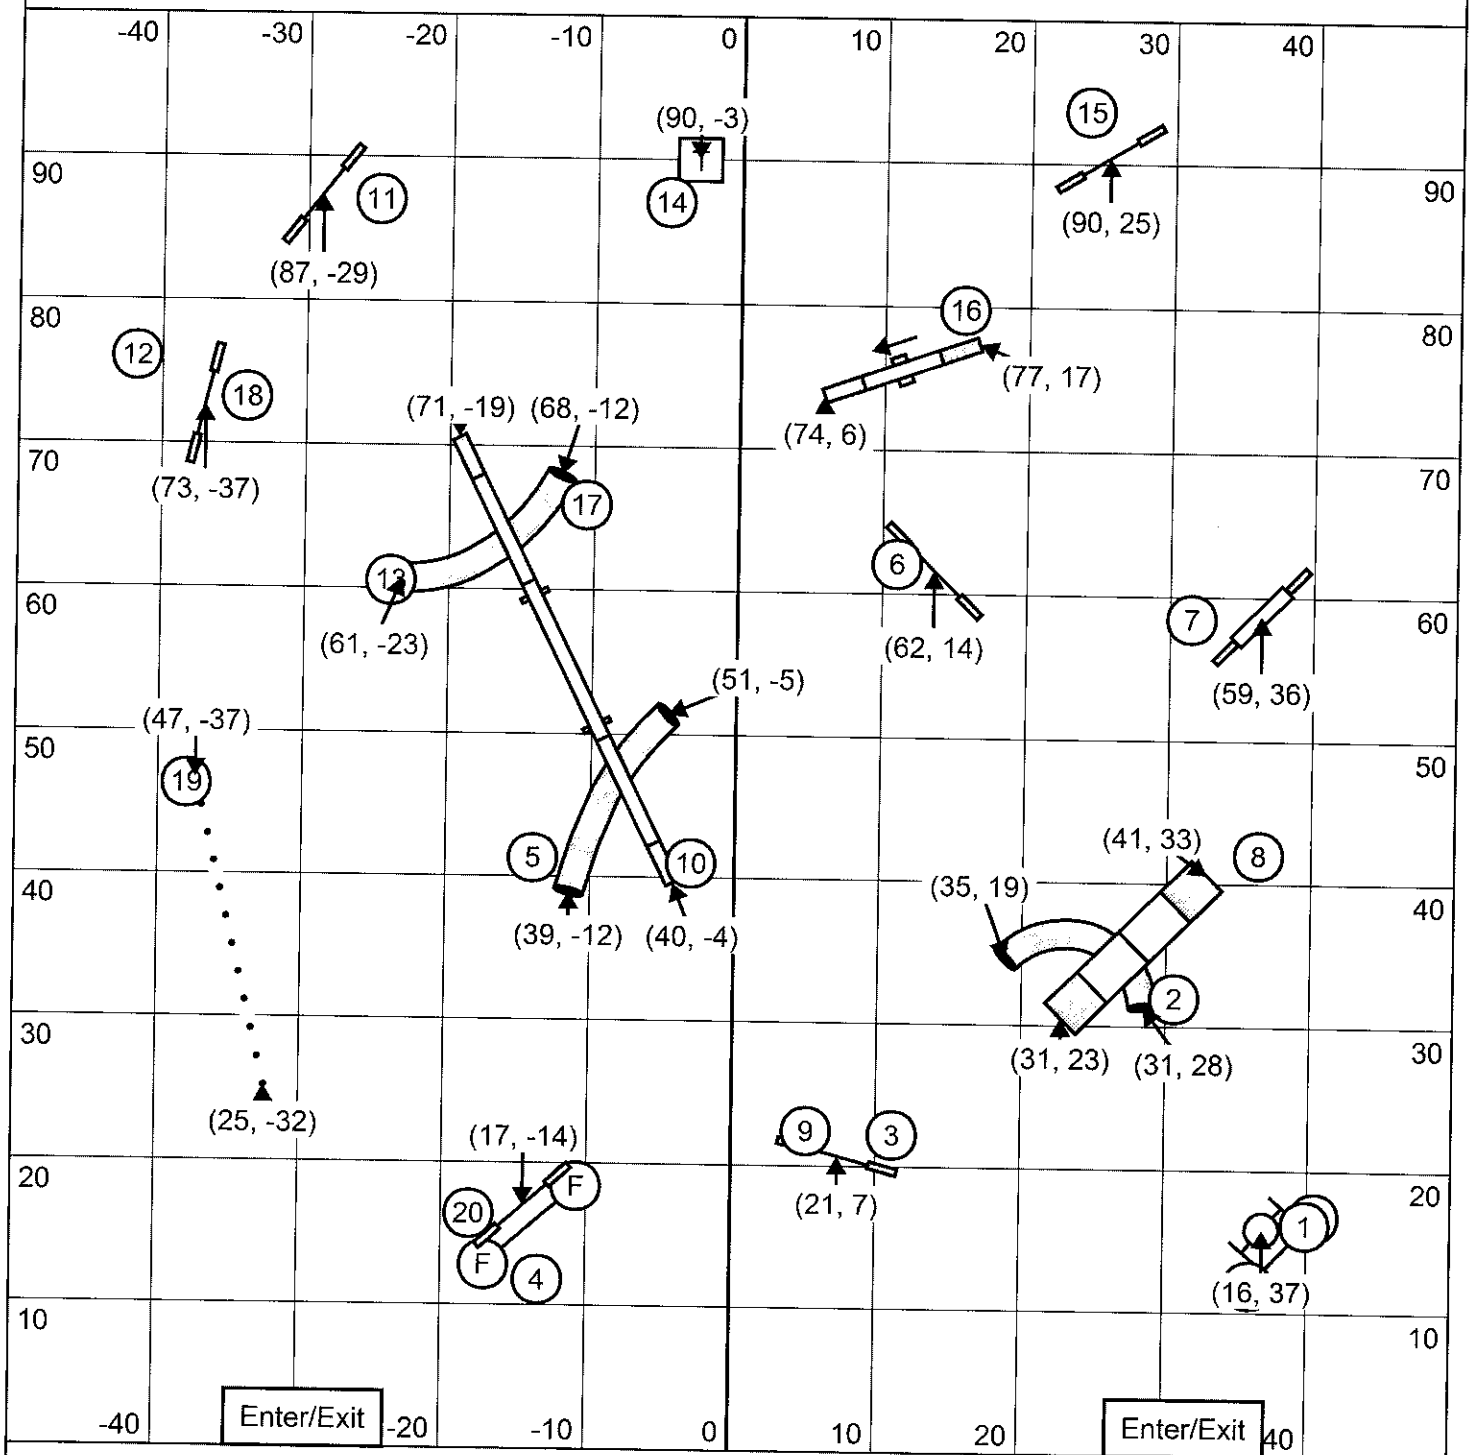 -40 -30 -20 -10 0 10 20 30 40
15
(90, -3)
90 11 14 90
(90, 25)
(87, -29)
80 16 80
12
18 (77, 17)
(71, -19) (68, -12)
(74, 6)
70 70
(73, -37) 17
13 6
60 7 60
(61, -23) (62, 14)
(51, -5) (59, 36)
(47, -37)
50 50
19
(41, 33) 8
5 10
40 (35, 19) 40
(39, -12) (40, -4)
2
30 30
(31, 23) (31, 28)
(25, -32)
(17, -14) 9 3
20 F 20
(21, 7)
20 1
F 4
(16, 37)
10 10
-40 Enter/Exit -20 -10 0 10 20 Enter/Exit 40